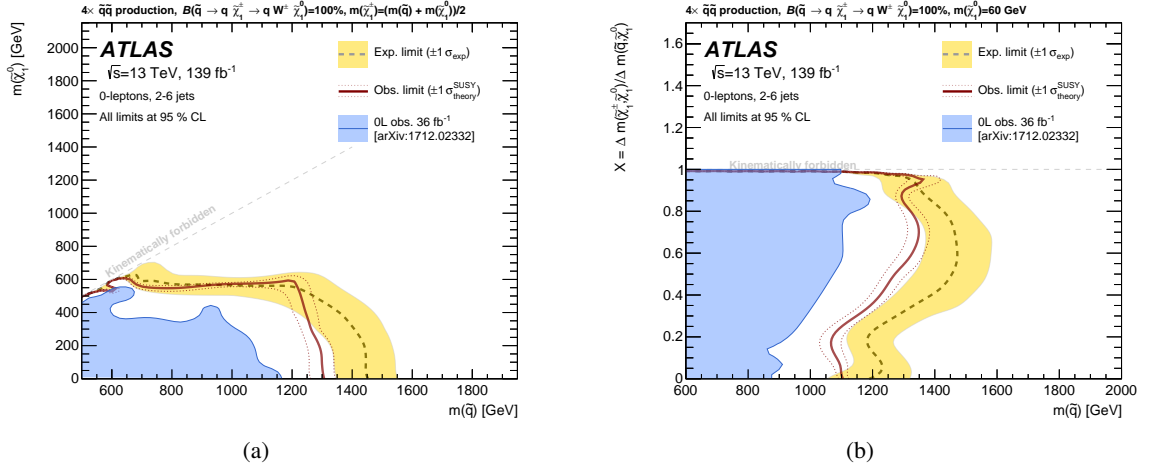 4× q̃q̃ production, B(q̃ → q χ̃₁± → q W± χ̃₁⁰)=100%, m(χ̃₁±)=(m(q̃) + m(χ̃₁⁰))/2
m(χ̃₁⁰) [GeV]
ATLAS
√s=13 TeV, 139 fb⁻¹
0-leptons, 2-6 jets
All limits at 95 % CL
Exp. limit (±1 σ_exp)
Obs. limit (±1 σ_theory^SUSY)
0L obs. 36 fb⁻¹
[arXiv:1712.02332]
Kinematically forbidden
2000
1800
1600
1400
1200
1000
800
600
400
200
0
600 800 1000 1200 1400 1600 1800
m(q̃) [GeV]
(a)
4× q̃q̃ production, B(q̃ → q χ̃₁± → q W± χ̃₁⁰)=100%, m(χ̃₁⁰)=60 GeV
X = Δ m(χ̃₁±,χ̃₁⁰)/Δ m(q̃,χ̃₁⁰)
ATLAS
√s=13 TeV, 139 fb⁻¹
0-leptons, 2-6 jets
All limits at 95 % CL
Exp. limit (±1 σ_exp)
Obs. limit (±1 σ_theory^SUSY)
0L obs. 36 fb⁻¹
[arXiv:1712.02332]
Kinematically forbidden
1.6
1.4
1.2
1
0.8
0.6
0.4
0.2
0
600 800 1000 1200 1400 1600 1800 2000
m(q̃) [GeV]
(b)